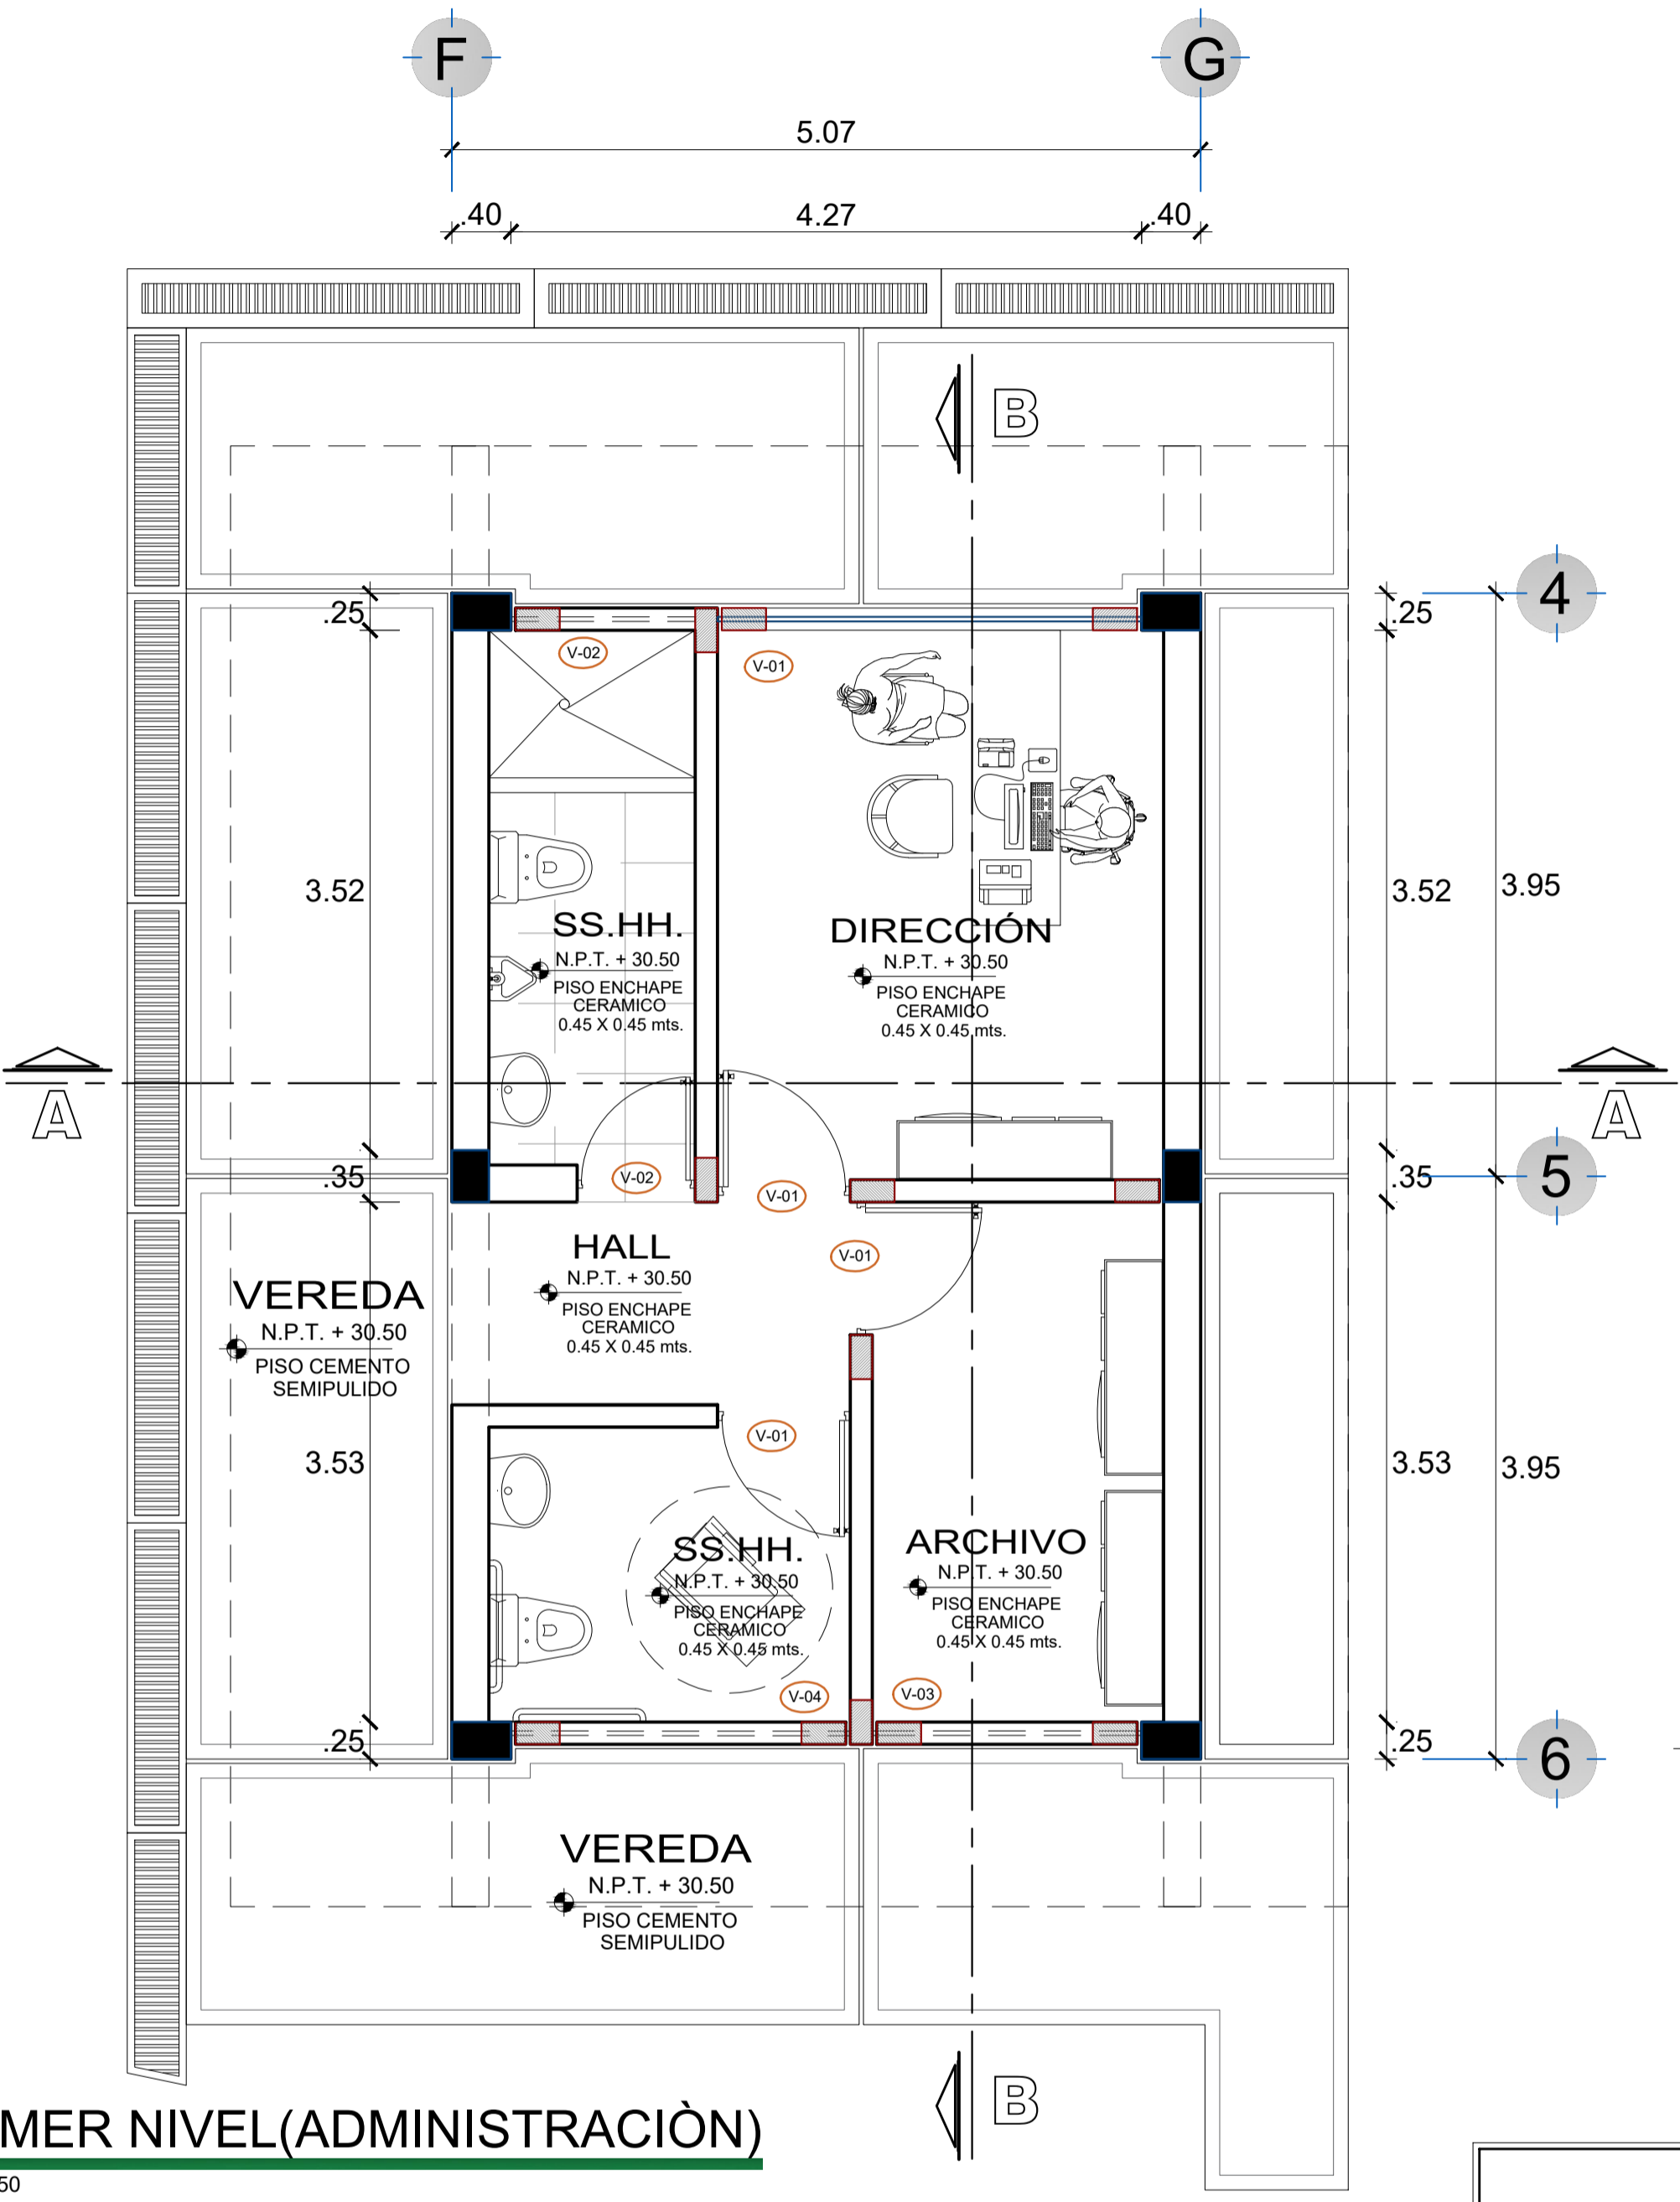 F
G
5.07
.40
4.27
.40
B
4
.25
.25
V-02
V-01
3.52
3.52
3.95
SS.HH.
N.P.T. + 30.50
PISO ENCHAPE
CERAMICO
0.45 X 0.45 mts.
DIRECCIÓN
N.P.T. + 30.50
PISO ENCHAPE
CERAMICO
0.45 X 0.45 mts.
A
A
.35
V-02
V-01
.35
5
HALL
N.P.T. + 30.50
PISO ENCHAPE
CERAMICO
0.45 X 0.45 mts.
V-01
VEREDA
N.P.T. + 30.50
PISO CEMENTO
SEMIPULIDO
V-01
3.53
3.53
3.95
SS.HH.
N.P.T. + 30.50
PISO ENCHAPE
CERAMICO
0.45 X 0.45 mts.
ARCHIVO
N.P.T. + 30.50
PISO ENCHAPE
CERAMICO
0.45 X 0.45 mts.
V-04
V-03
.25
.25
6
VEREDA
N.P.T. + 30.50
PISO CEMENTO
SEMIPULIDO
B
MER NIVEL(ADMINISTRACIÒN)
50